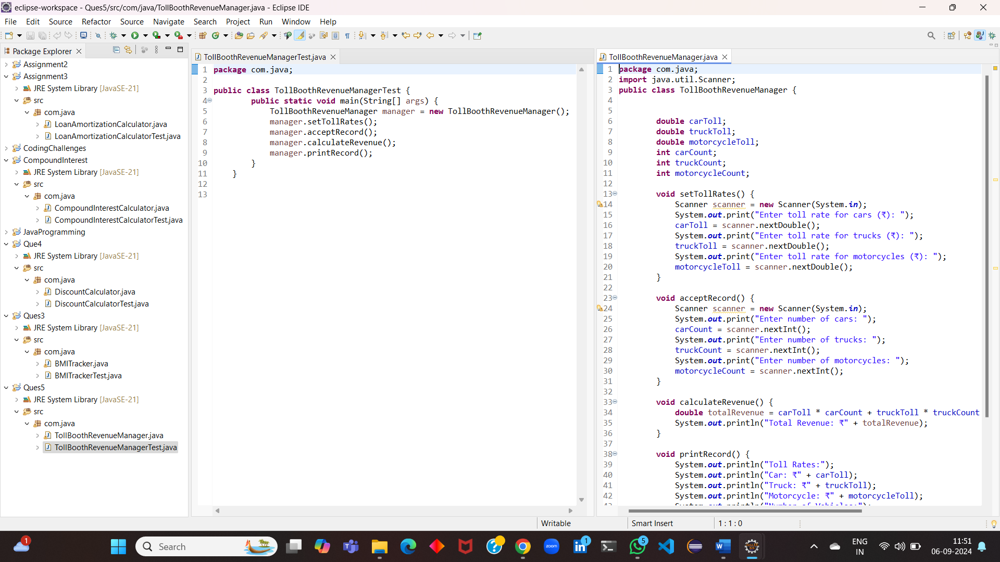 eclipse-workspace - Ques5/src/com/java/TollBoothRevenueManager.java - Eclipse IDE
File Edit Source Refactor Source Navigate Search Project Run Window Help
Package Explorer
Assignment2
Assignment3
JRE System Library [JavaSE-21]
src
com.java
LoanAmortizationCalculator.java
LoanAmortizationCalculatorTest.java
CodingChallenges
CompoundInterest
JRE System Library [JavaSE-21]
src
com.java
CompoundInterestCalculator.java
CompoundInterestCalculatorTest.java
JavaProgramming
Que4
JRE System Library [JavaSE-21]
src
com.java
DiscountCalculator.java
DiscountCalculatorTest.java
Ques3
JRE System Library [JavaSE-21]
src
com.java
BMITracker.java
BMITrackerTest.java
Ques5
JRE System Library [JavaSE-21]
src
com.java
TollBoothRevenueManager.java
TollBoothRevenueManagerTest.java
TollBoothRevenueManagerTest.java
1 package com.java;
2
3 public class TollBoothRevenueManagerTest {
4 public static void main(String[] args) {
5 TollBoothRevenueManager manager = new TollBoothRevenueManager();
6 manager.setTollRates();
7 manager.acceptRecord();
8 manager.calculateRevenue();
9 manager.printRecord();
10 }
11 }
12
13
TollBoothRevenueManager.java
1 package com.java;
2 import java.util.Scanner;
3 public class TollBoothRevenueManager {
4
5
6 double carToll;
7 double truckToll;
8 double motorcycleToll;
9 int carCount;
10 int truckCount;
11 int motorcycleCount;
12
13 void setTollRates() {
14 Scanner scanner = new Scanner(System.in);
15 System.out.print("Enter toll rate for cars (₹): ");
16 carToll = scanner.nextDouble();
17 System.out.print("Enter toll rate for trucks (₹): ");
18 truckToll = scanner.nextDouble();
19 System.out.print("Enter toll rate for motorcycles (₹): ");
20 motorcycleToll = scanner.nextDouble();
21 }
22
23 void acceptRecord() {
24 Scanner scanner = new Scanner(System.in);
25 System.out.print("Enter number of cars: ");
26 carCount = scanner.nextInt();
27 System.out.print("Enter number of trucks: ");
28 truckCount = scanner.nextInt();
29 System.out.print("Enter number of motorcycles: ");
30 motorcycleCount = scanner.nextInt();
31 }
32
33 void calculateRevenue() {
34 double totalRevenue = carToll * carCount + truckToll * truckCount
35 System.out.println("Total Revenue: ₹" + totalRevenue);
36 }
37
38 void printRecord() {
39 System.out.println("Toll Rates:");
40 System.out.println("Car: ₹" + carToll);
41 System.out.println("Truck: ₹" + truckToll);
42 System.out.println("Motorcycle: ₹" + motorcycleToll);
Writable Smart Insert 1 : 1 : 0
1
Search
zoom
1
5
ENG
IN
11:51
06-09-2024